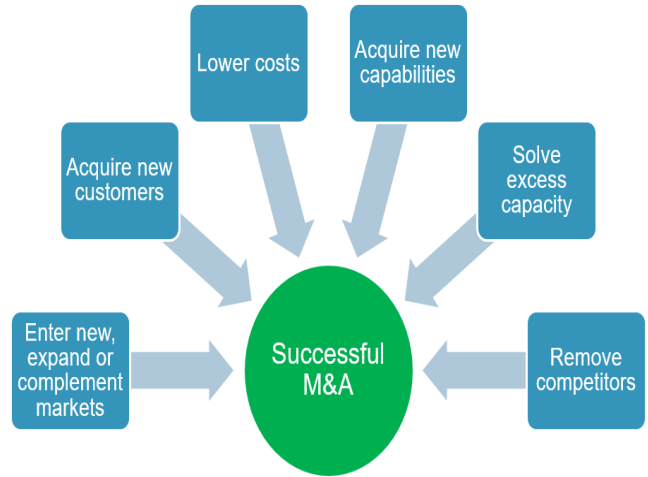 Lower costs
Acquire new
capabilities
Acquire new
customers
Solve
excess
capacity
Enter new,
expand or
complement
markets
Successful
M&A
Remove
competitors